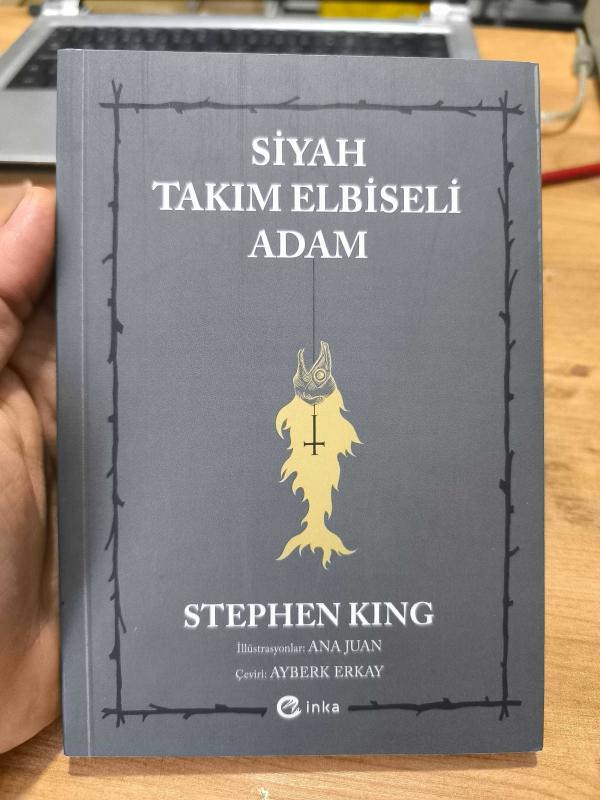 SİYAH
TAKIM ELBİSELİ
ADAM
STEPHEN KING
İllüstrasyonlar: ANA JUAN
Çeviri: AYBERK ERKAY
inka